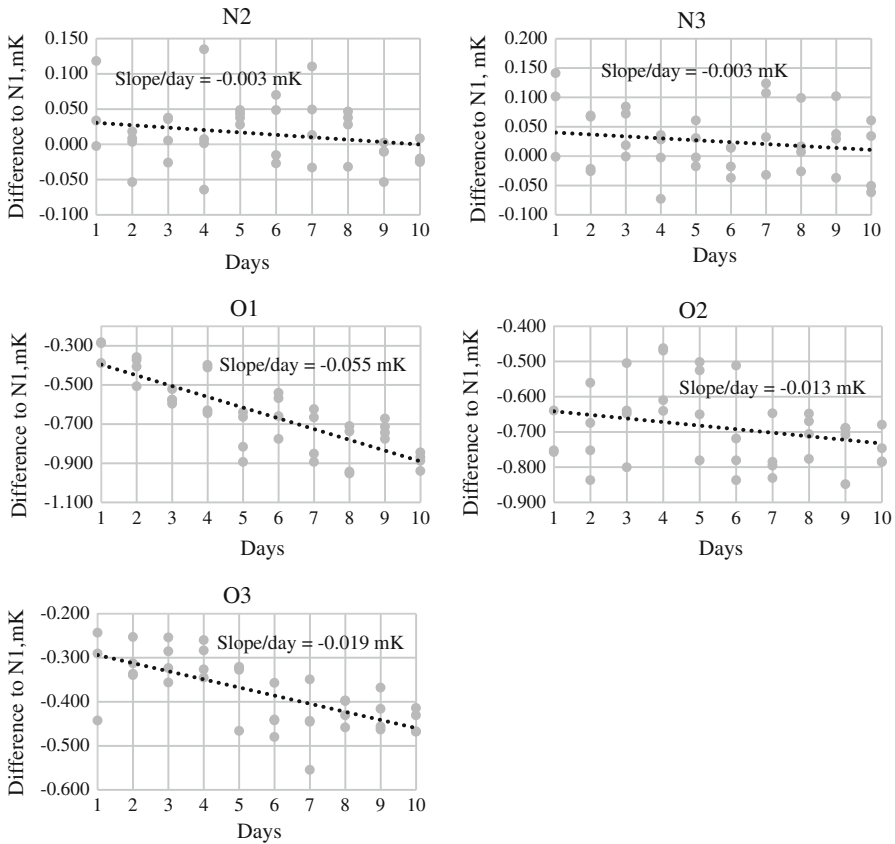 N2
Difference to N1,mK
0.150
0.100
0.050
0.000
-0.050
-0.100
Slope/day = -0.003 mK
1 2 3 4 5 6 7 8 9 10
Days
N3
Difference to N1, mK
0.200
0.150
0.100
0.050
0.000
-0.050
-0.100
Slope/day = -0.003 mK
1 2 3 4 5 6 7 8 9 10
Days
O1
Difference to N1,mK
-0.300
-0.500
-0.700
-0.900
-1.100
Slope/day = -0.055 mK
1 2 3 4 5 6 7 8 9 10
Days
O2
Difference to N1,mK
-0.400
-0.500
-0.600
-0.700
-0.800
-0.900
Slope/day = -0.013 mK
1 2 3 4 5 6 7 8 9 10
Days
O3
Difference to N1,mK
-0.200
-0.300
-0.400
-0.500
-0.600
Slope/day = -0.019 mK
1 2 3 4 5 6 7 8 9 10
Days